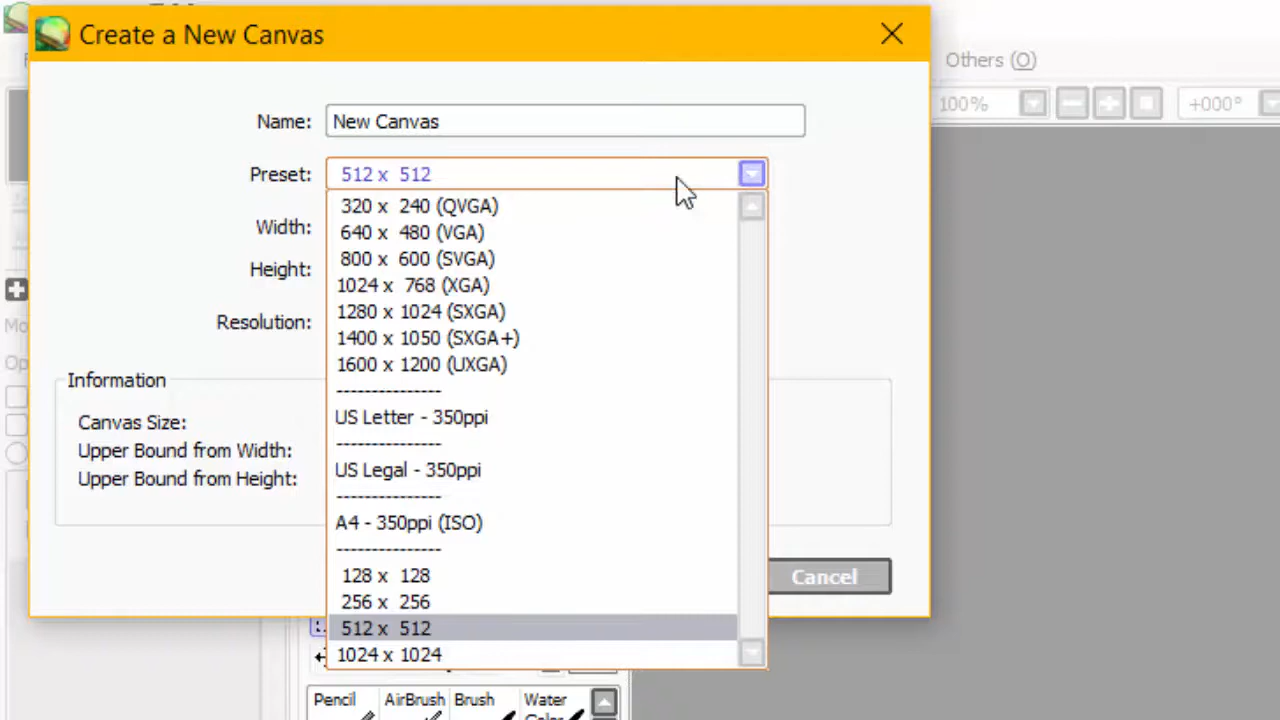 Create a New Canvas
Others (O)
100%
+000°
Name: New Canvas
Preset: 512 x 512
320 x 240 (QVGA)
Width: 640 x 480 (VGA)
800 x 600 (SVGA)
Height:
1024 x 768 (XGA)
1280 x 1024 (SXGA)
Resolution:
1400 x 1050 (SXGA+)
1600 x 1200 (UXGA)
Information
---------------
Canvas Size: US Letter - 350ppi
---------------
Upper Bound from Width:
US Legal - 350ppi
Upper Bound from Height:
---------------
A4 - 350ppi (ISO)
---------------
128 x 128
Cancel
256 x 256
512 x 512
1024 x 1024
Pencil AirBrush Brush Water
Color